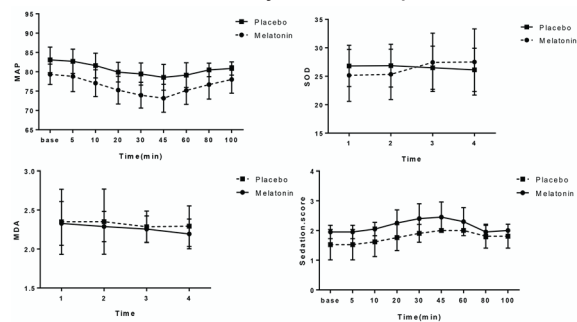 95
90
85
80
75
70
65
MAP
base 5 10 20 30 45 60 80 100
Time(min)
Placebo
Melatonin
35
30
25
20
15
SOD
1 2 3 4
Time
Placebo
Melatonin
3.0
2.5
2.0
1.5
MDA
1 2 3 4
Time
Placebo
Melatonin
4
3
2
1
0
Sedation.score
base 5 10 20 30 45 60 80 100
Time(min)
Placebo
Melatonin